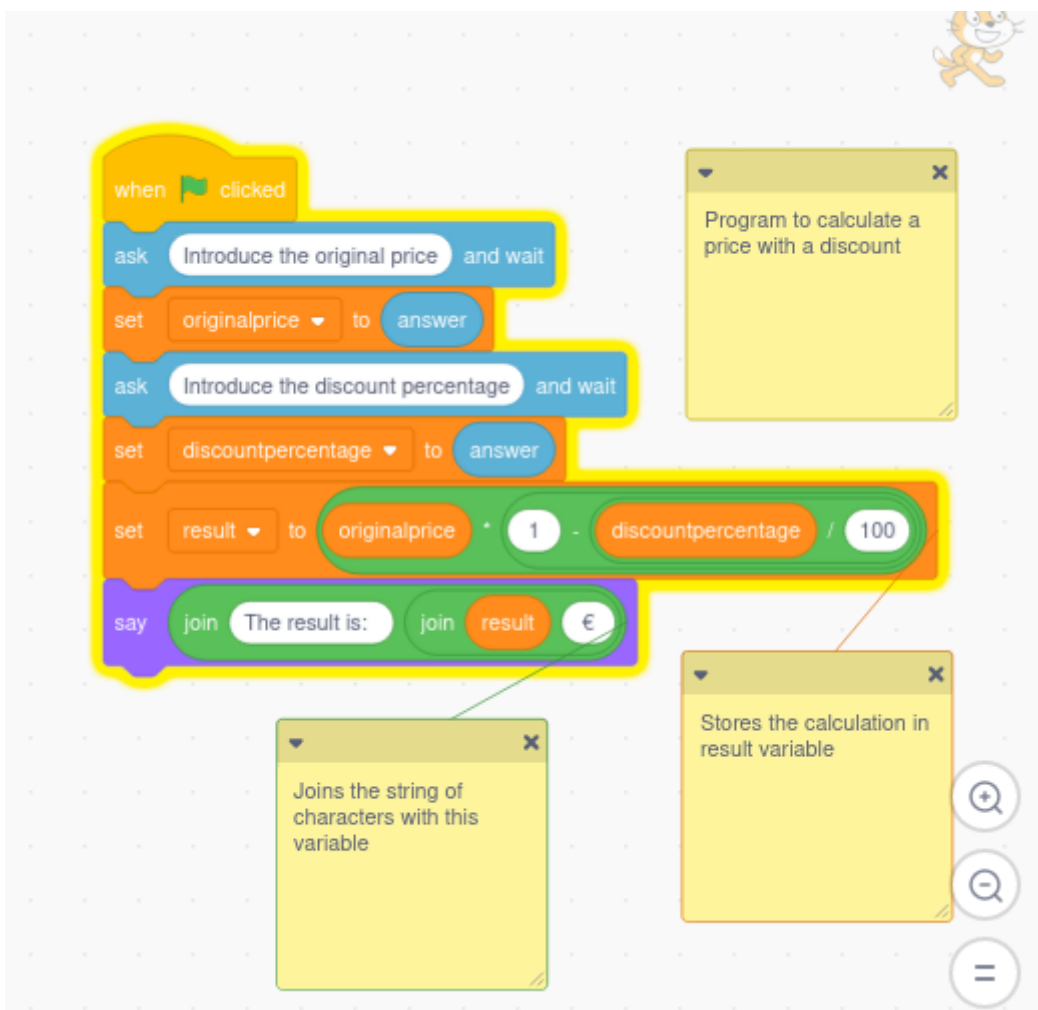 when clicked
ask Introduce the original price and wait
set originalprice to answer
ask Introduce the discount percentage and wait
set discountpercentage to answer
set result to originalprice * 1 - discountpercentage / 100
say join The result is: join result €
Program to calculate a
price with a discount
Stores the calculation in
result variable
Joins the string of
characters with this
variable